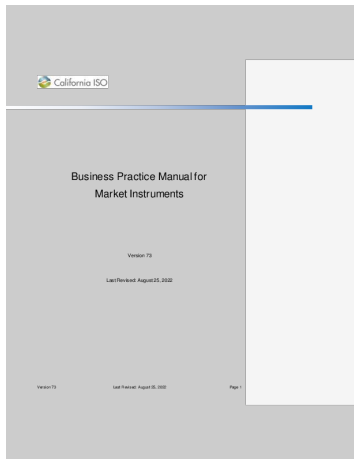 California ISO
Business Practice Manual for
Market Instruments
Version 73
Last Revised: August 25, 2022
Version 73 Last Revised: August 25, 2022 Page 1